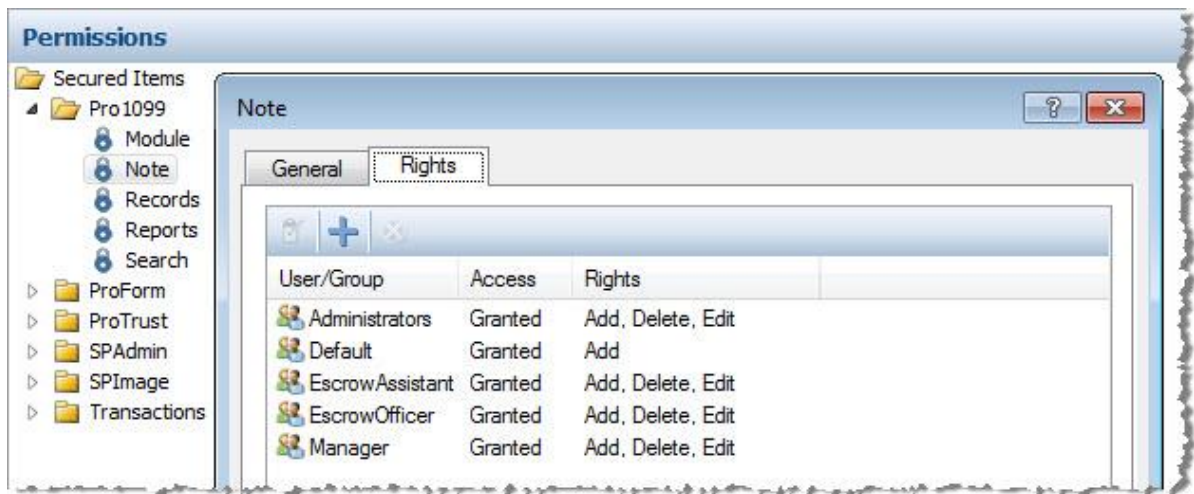 Permissions
Secured Items
Pro1099
Module
Note
Records
Reports
Search
ProForm
ProTrust
SPAdmin
SPImage
Transactions
Note
?
General Rights
User/Group Access Rights
Administrators Granted Add, Delete, Edit
Default Granted Add
EscrowAssistant Granted Add, Delete, Edit
EscrowOfficer Granted Add, Delete, Edit
Manager Granted Add, Delete, Edit